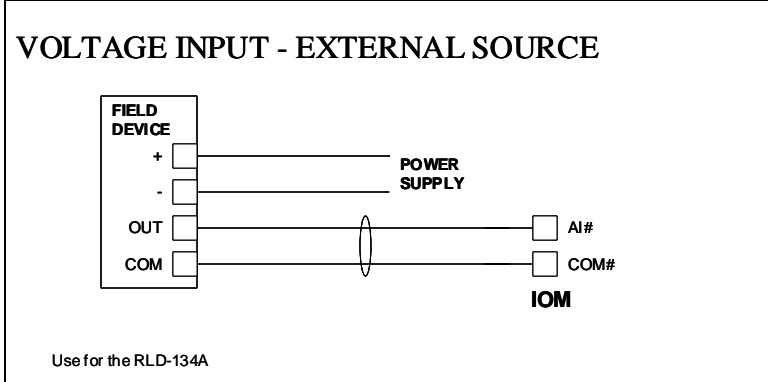 VOLTAGE INPUT - EXTERNAL SOURCE
FIELD
DEVICE
+
POWER
-
SUPPLY
OUT
AI#
COM
COM#
IOM
Use for the RLD-134A